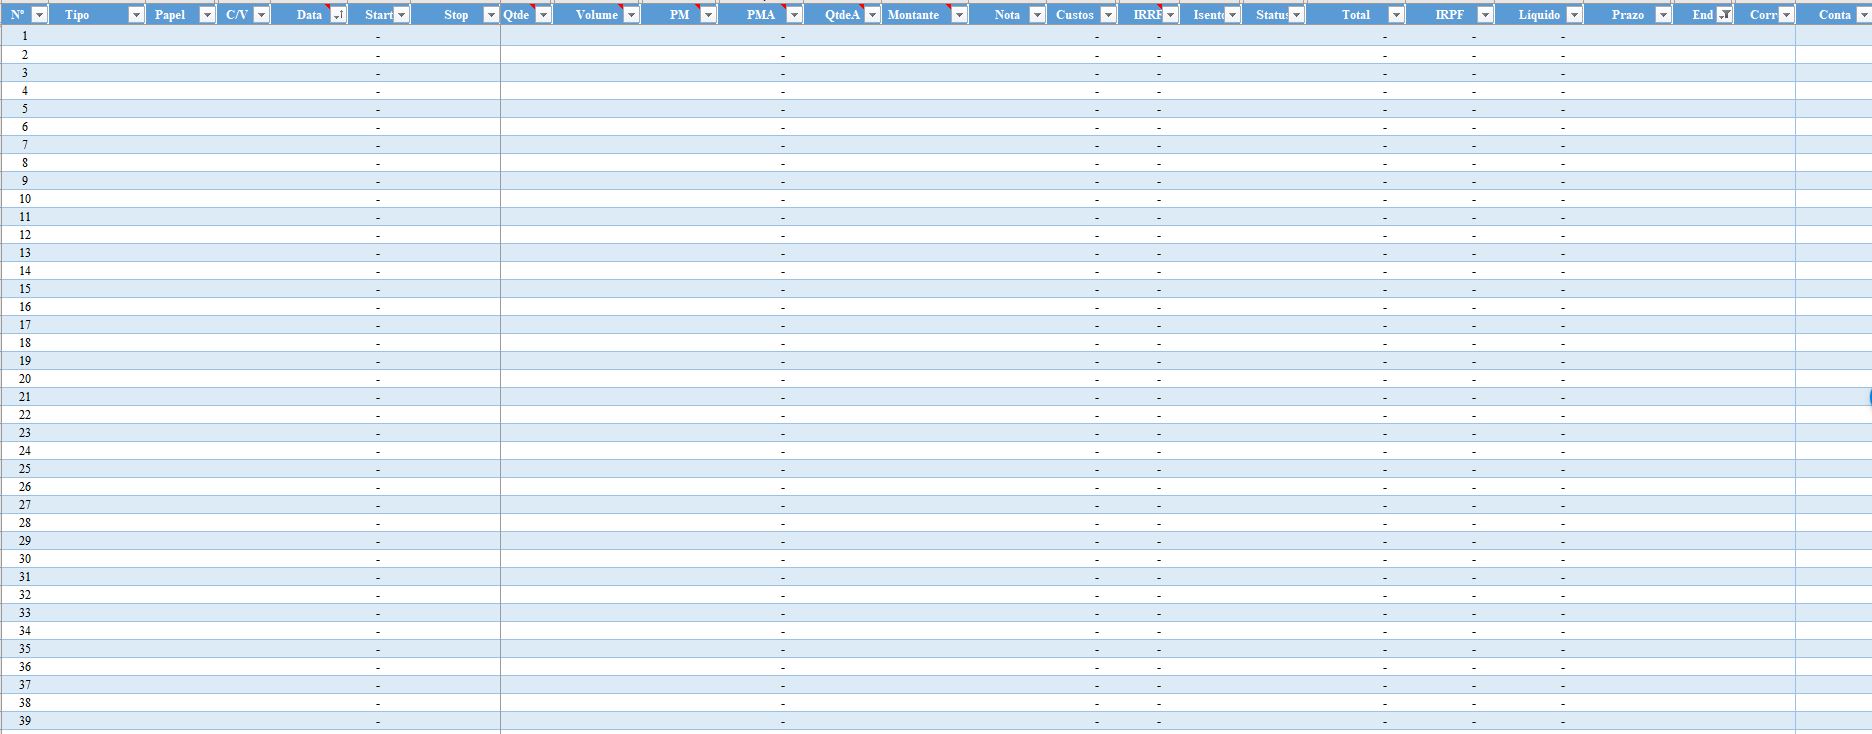 Nº Tipo Papel C/V Data Start Stop Qtde Volume PM PMA QtdeA Montante Nota Custos IRRF Isento Status Total IRPF Líquido Prazo End Corr Conta
1 - - - - - - -
2 - - - - - - -
3 - - - - - - -
4 - - - - - - -
5 - - - - - - -
6 - - - - - - -
7 - - - - - - -
8 - - - - - - -
9 - - - - - - -
10 - - - - - - -
11 - - - - - - -
12 - - - - - - -
13 - - - - - - -
14 - - - - - - -
15 - - - - - - -
16 - - - - - - -
17 - - - - - - -
18 - - - - - - -
19 - - - - - - -
20 - - - - - - -
21 - - - - - - -
22 - - - - - - -
23 - - - - - - -
24 - - - - - - -
25 - - - - - - -
26 - - - - - - -
27 - - - - - - -
28 - - - - - - -
29 - - - - - - -
30 - - - - - - -
31 - - - - - - -
32 - - - - - - -
33 - - - - - - -
34 - - - - - - -
35 - - - - - - -
36 - - - - - - -
37 - - - - - - -
38 - - - - - - -
39 - - - - - - -